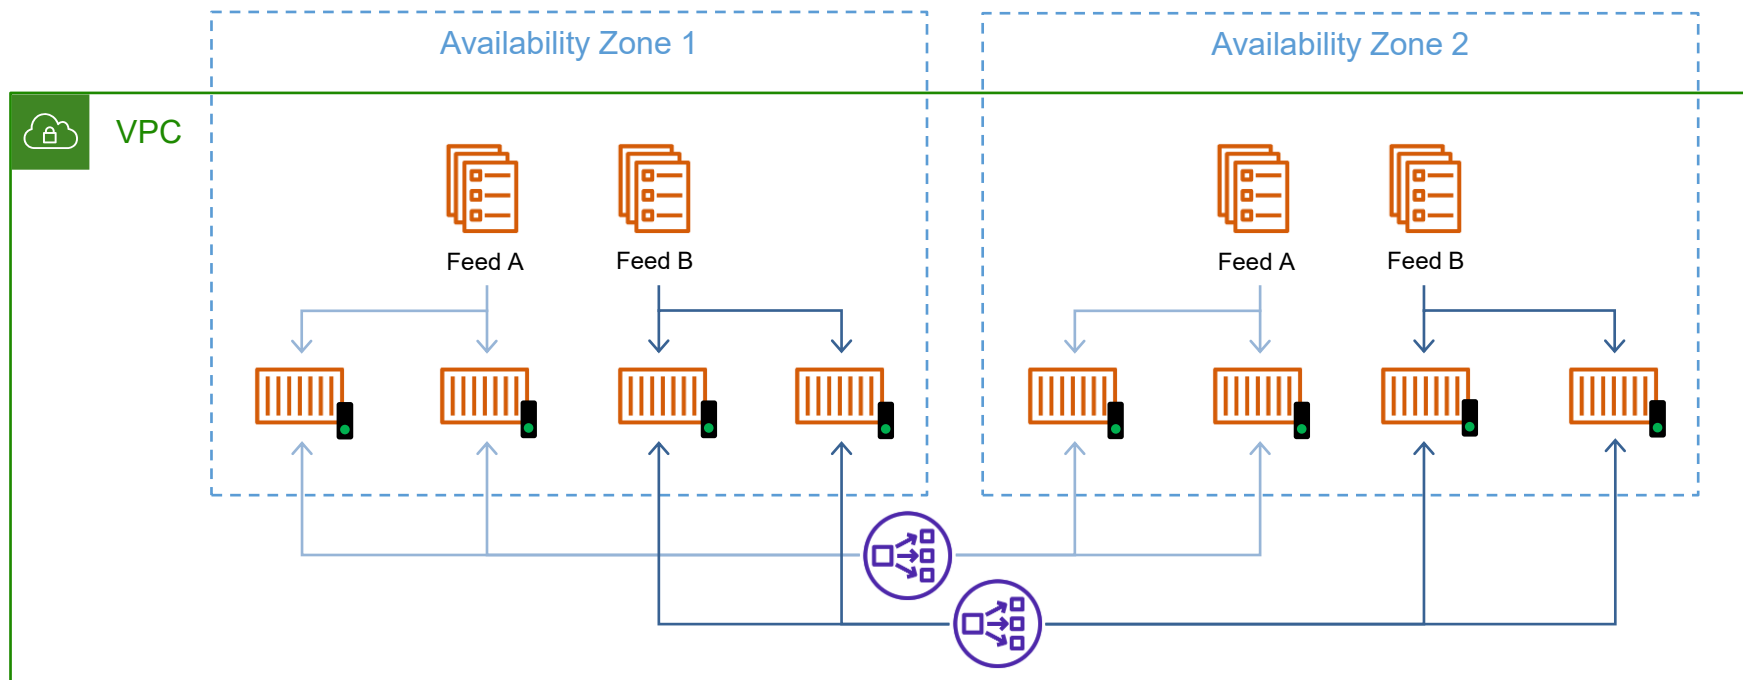 Availability Zone 1
Availability Zone 2
VPC
Feed A
Feed B
Feed A
Feed B